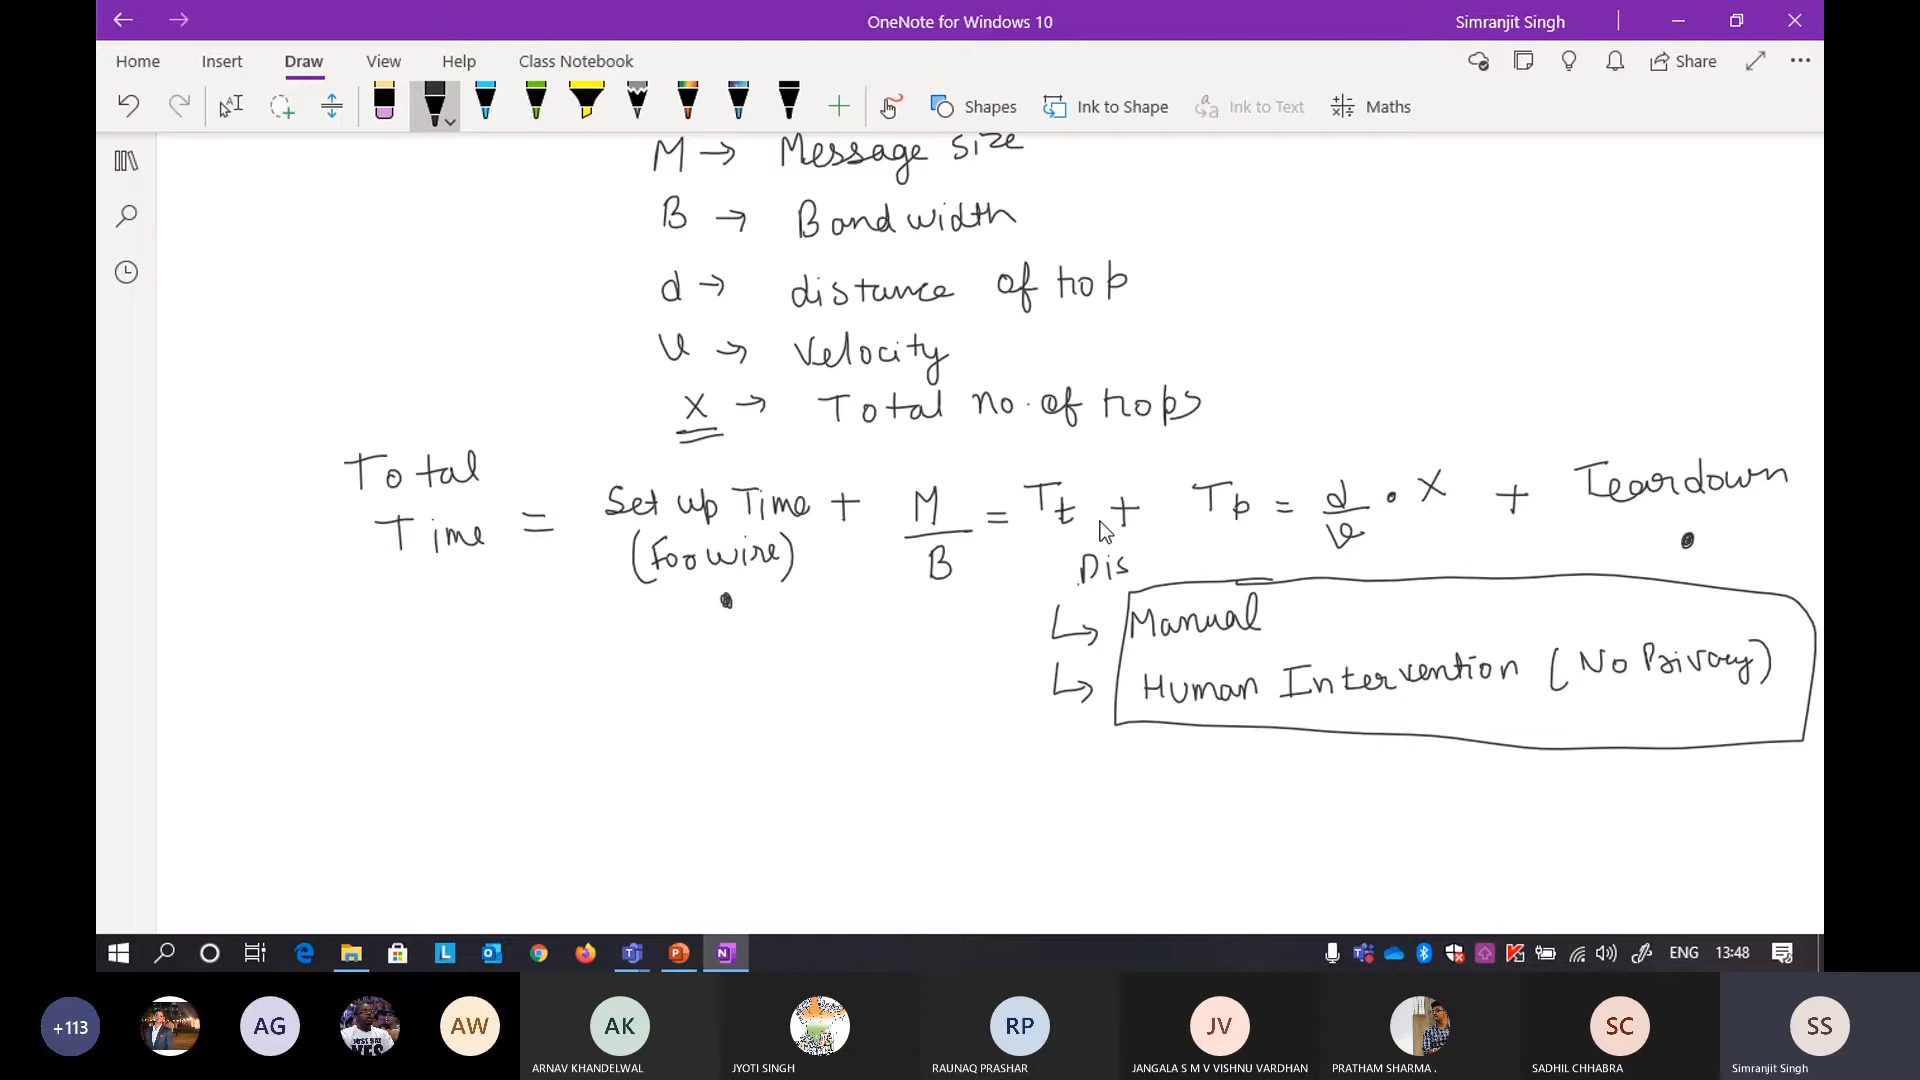 OneNote for Windows 10
Simranjit Singh
Home Insert Draw View Help Class Notebook
Share
Shapes Ink to Shape Ink to Text Maths
M → Message size
B → Bandwidth
d → distance of hop
v → Velocity
x → Total no. of hops
Total
Time = Set up Time + M/B = Tt + Tp = d/v · X + Teardown
(Foowire)
Dis
↳ Manual
↳ Human Intervention (No Privacy)
ENG 13:48
+113 AG AW AK RP JV SC SS
ARNAV KHANDELWAL JYOTI SINGH RAUNAQ PRASHAR JANGALA S M V VISHNU VARDHAN PRATHAM SHARMA . SADHIL CHHABRA Simranjit Singh